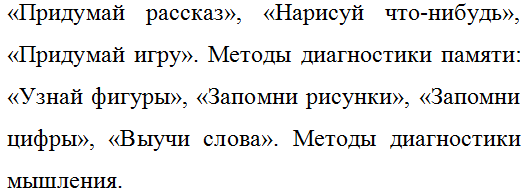 «Придумай рассказ», «Нарисуй что-нибудь»,
«Придумай игру». Методы диагностики памяти:
«Узнай фигуры», «Запомни рисунки», «Запомни
цифры», «Выучи слова». Методы диагностики
мышления.